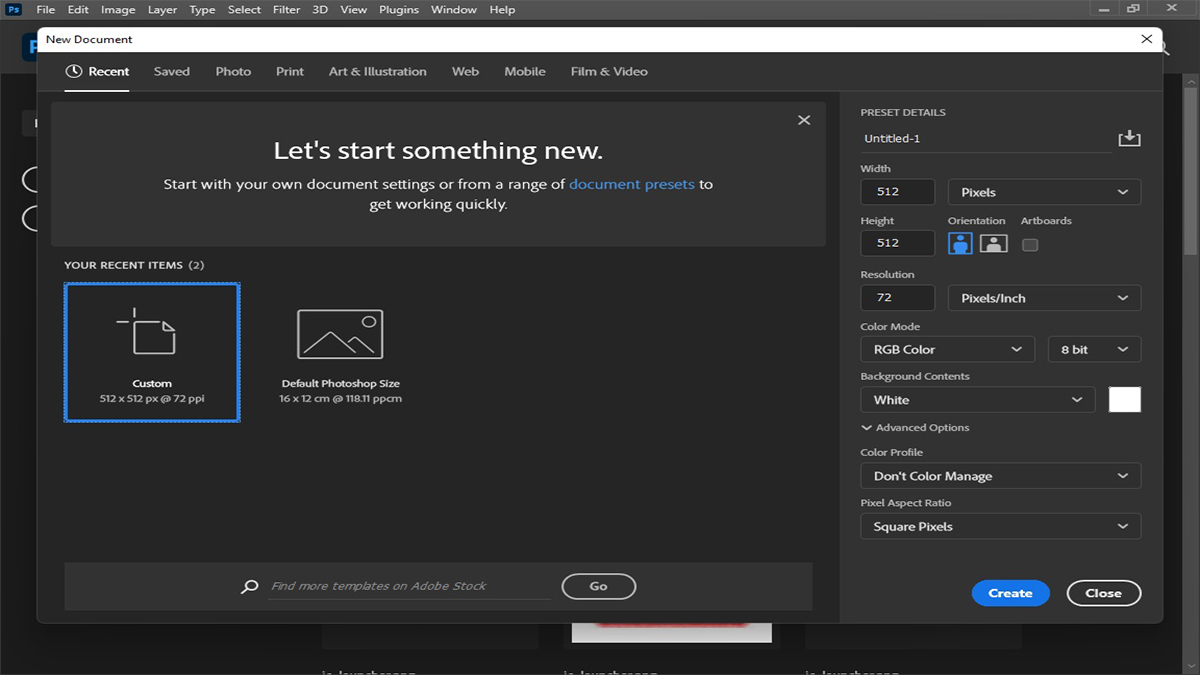 Ps File Edit Image Layer Type Select Filter 3D View Plugins Window Help
New Document
Recent Saved Photo Print Art & Illustration Web Mobile Film & Video
Let's start something new.
Start with your own document settings or from a range of document presets to
get working quickly.
YOUR RECENT ITEMS (2)
Custom
512 x 512 px @ 72 ppi
Default Photoshop Size
16 x 12 cm @ 118.11 ppcm
Find more templates on Adobe Stock
Go
PRESET DETAILS
Untitled-1
Width
512 Pixels
Height Orientation Artboards
512
Resolution
72 Pixels/Inch
Color Mode
RGB Color 8 bit
Background Contents
White
Advanced Options
Color Profile
Don't Color Manage
Pixel Aspect Ratio
Square Pixels
Create Close